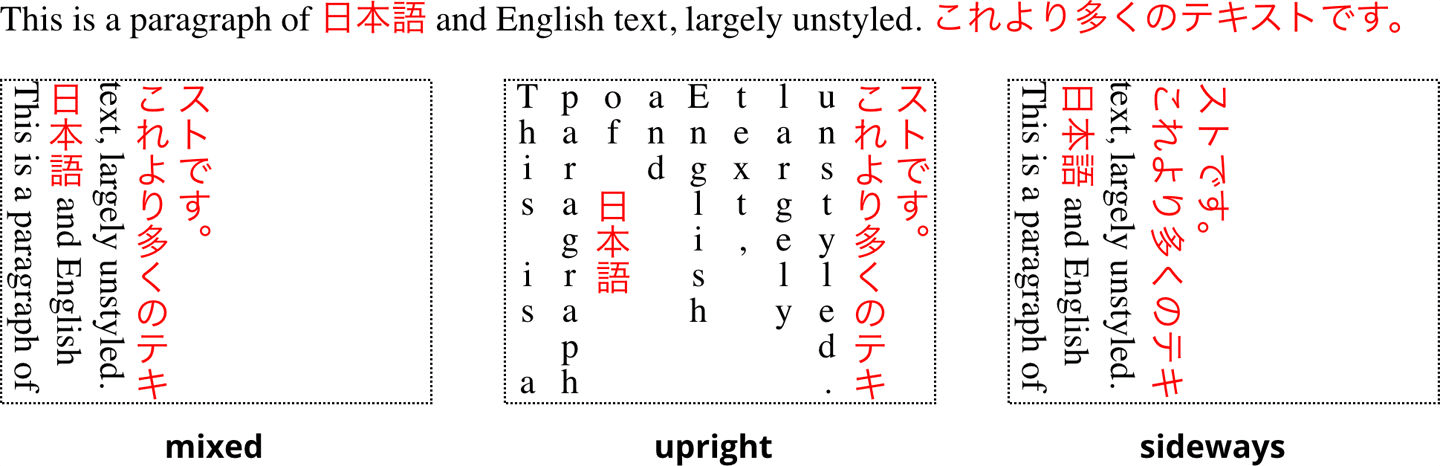 This is a paragraph of 日本語 and English text, largely unstyled. これより多くのテキストです。
This is a paragraph of
日本語 and English
text, largely unstyled.
これより多くのテキ
ストです。
This is a
paragraph
of 日本語
and
English
text,
largely
unstyled.
これより多くのテキ
ストです。
This is a paragraph of
日本語 and English
text, largely unstyled.
これより多くのテキ
ストです。
mixed
upright
sideways